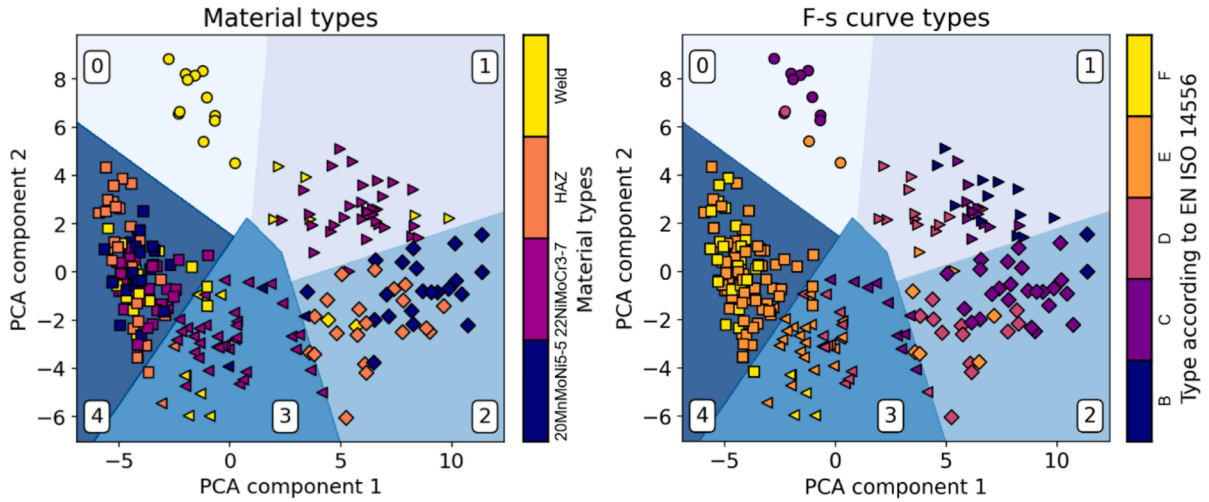 Material types
8
6
4
2
0
−2
−4
−6
PCA component 2
−5
0
5
10
PCA component 1
0
1
2
3
4
Weld
HAZ
22NiMoCr3-7
20MnMoNi5-5
Material types
F-s curve types
8
6
4
2
0
−2
−4
−6
PCA component 2
−5
0
5
10
PCA component 1
0
1
2
3
4
F
E
D
C
B
Type according to EN ISO 14556